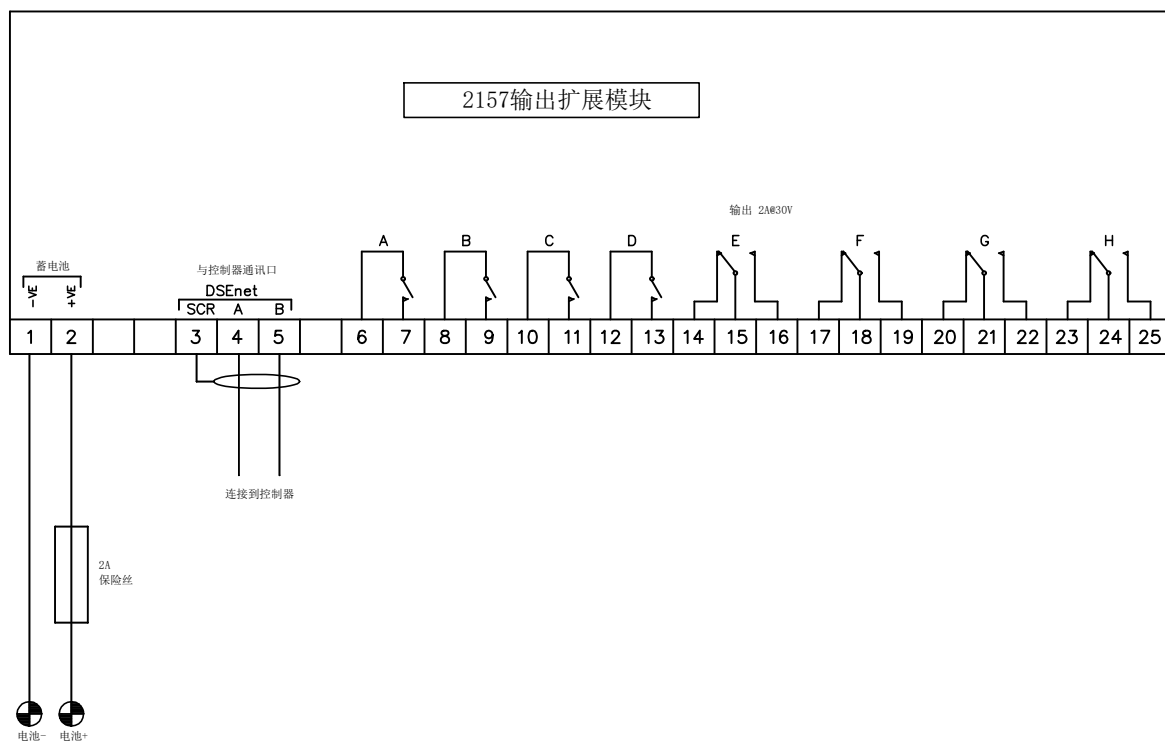 2157输出扩展模块
输出 2A@30V
A B C D E F G H
蓄电池
-VE +VE
与控制器通讯口
DSEnet
SCR A B
1 2 3 4 5 6 7 8 9 10 11 12 13 14 15 16 17 18 19 20 21 22 23 24 25
连接到控制器
2A
保险丝
电池- 电池+